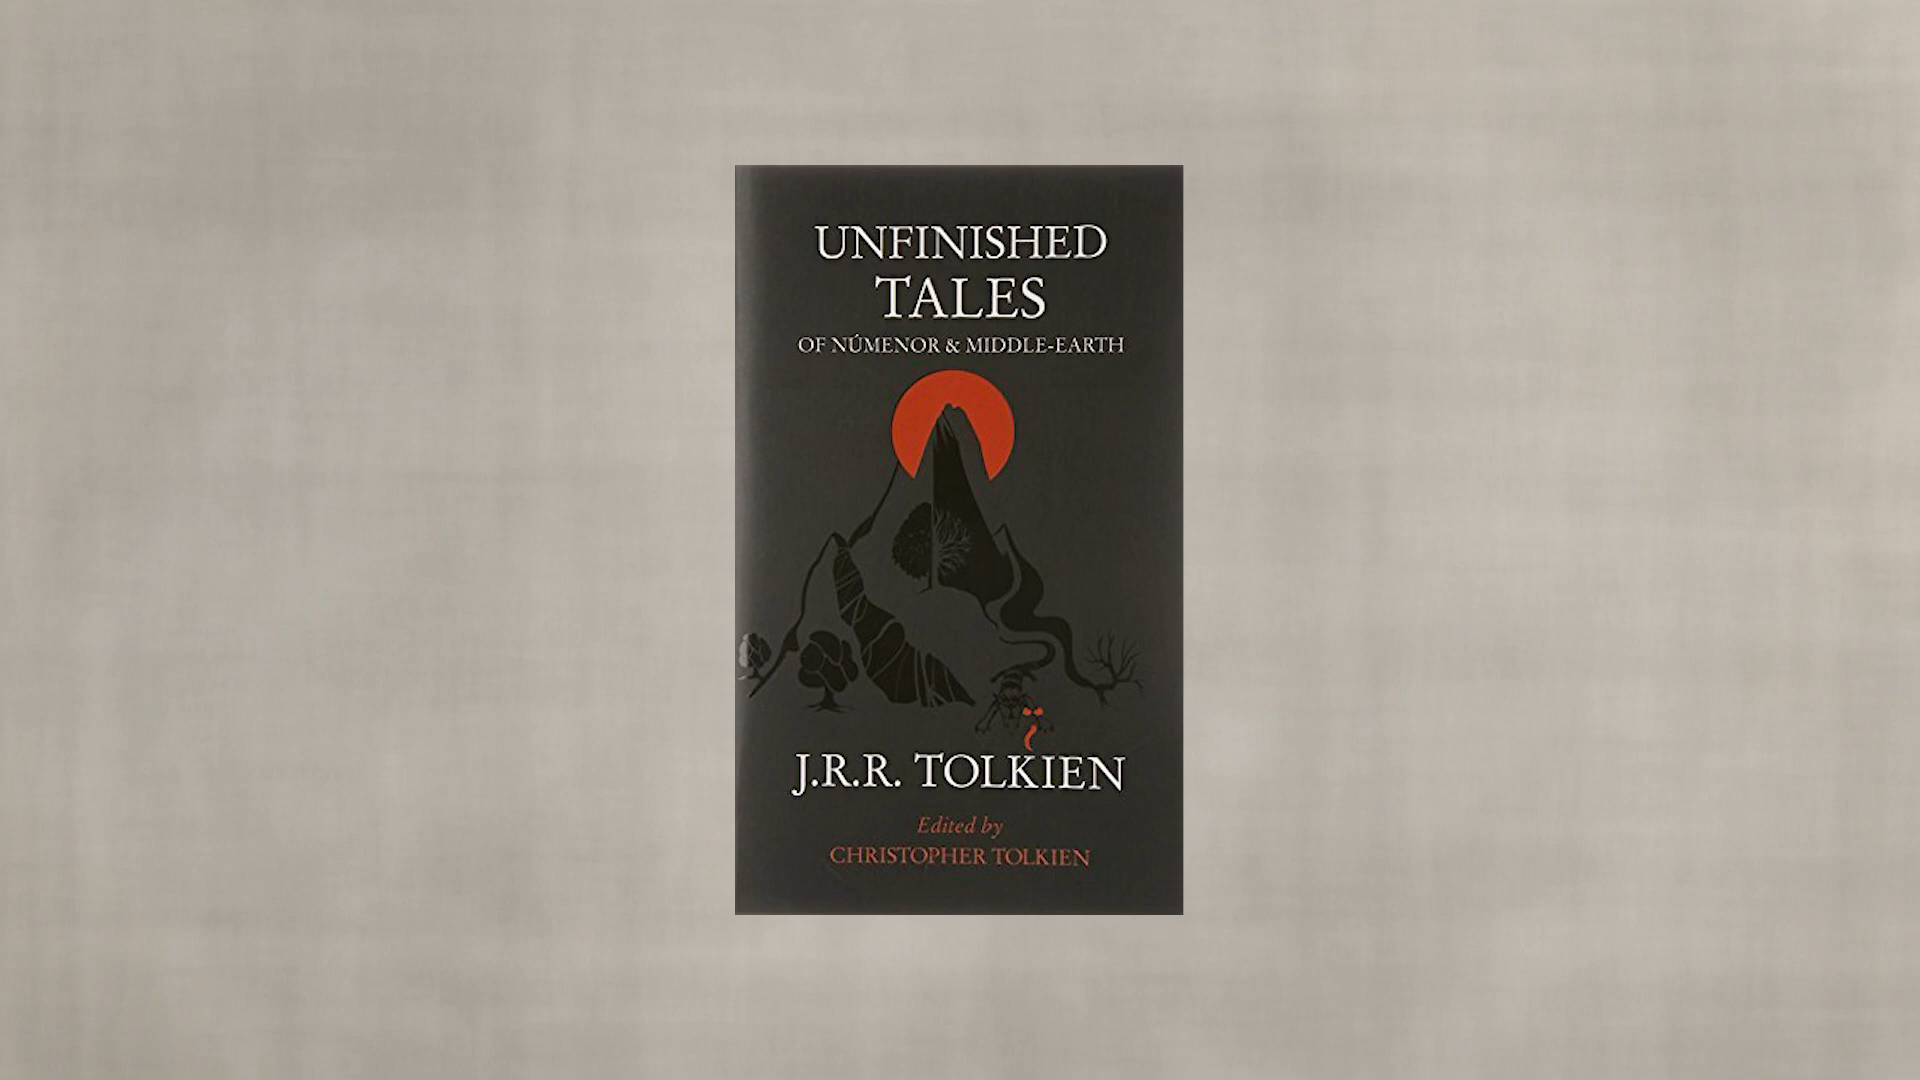 UNFINISHED
TALES
OF NÚMENOR & MIDDLE-EARTH
J.R.R. TOLKIEN
Edited by
CHRISTOPHER TOLKIEN